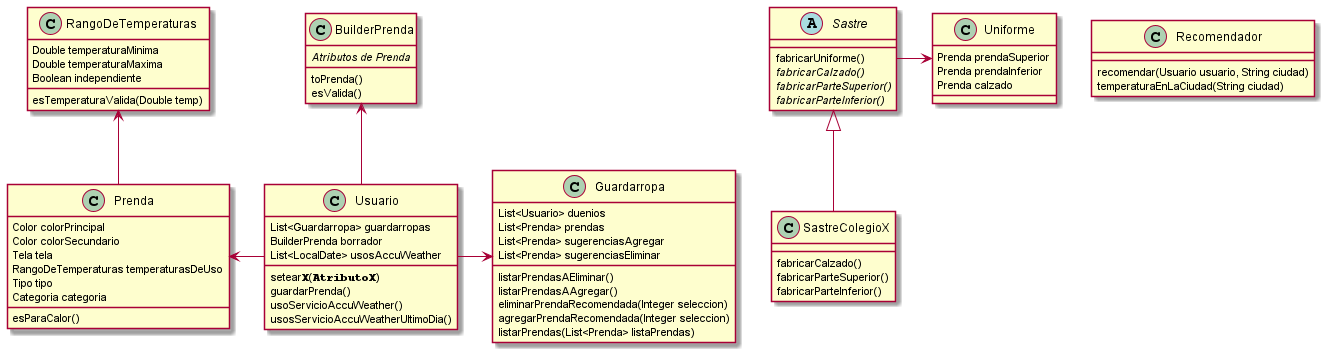 C RangoDeTemperaturas
Double temperaturaMinima
Double temperaturaMaxima
Boolean independiente
esTemperaturaValida(Double temp)
C BuilderPrenda
Atributos de Prenda
toPrenda()
esValida()
A Sastre
fabricarUniforme()
fabricarCalzado()
fabricarParteSuperior()
fabricarParteInferior()
C Uniforme
Prenda prendaSuperior
Prenda prendaInferior
Prenda calzado
C Recomendador
recomendar(Usuario usuario, String ciudad)
temperaturaEnLaCiudad(String ciudad)
C Prenda
Color colorPrincipal
Color colorSecundario
Tela tela
RangoDeTemperaturas temperaturasDeUso
Tipo tipo
Categoria categoria
esParaCalor()
C Usuario
List<Guardarropa> guardarropas
BuilderPrenda borrador
List<LocalDate> usosAccuWeather
setearX(AtributoX)
guardarPrenda()
usoServicioAccuWeather()
usosServicioAccuWeatherUltimoDia()
C Guardarropa
List<Usuario> duenios
List<Prenda> prendas
List<Prenda> sugerenciasAgregar
List<Prenda> sugerenciasEliminar
listarPrendasAEliminar()
listarPrendasAAgregar()
eliminarPrendaRecomendada(Integer seleccion)
agregarPrendaRecomendada(Integer seleccion)
listarPrendas(List<Prenda> listaPrendas)
C SastreColegioX
fabricarCalzado()
fabricarParteSuperior()
fabricarParteInferior()